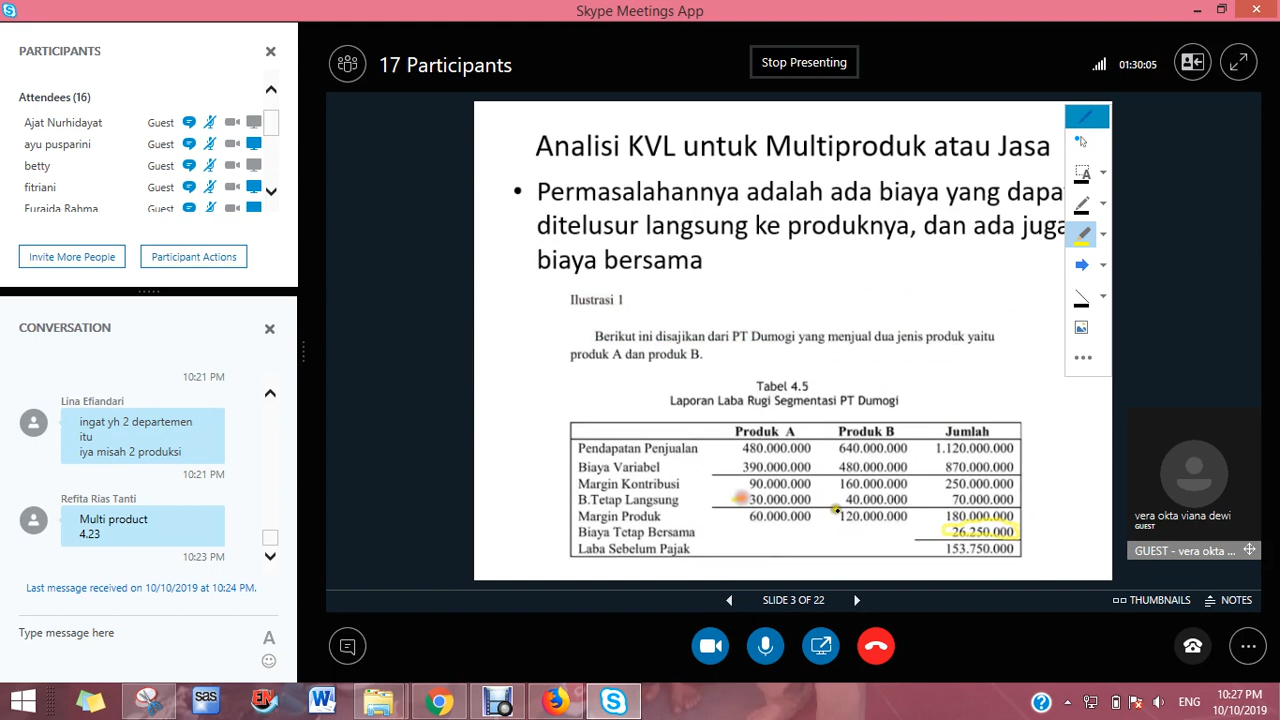 Skype Meetings App
PARTICIPANTS
Attendees (16)
Ajat Nurhidayat Guest
ayu pusparini Guest
betty Guest
fitriani Guest
Furaida Rahma Guest
Invite More People
Participant Actions
CONVERSATION
10:21 PM
Lina Efiandari
ingat yh 2 departemen
itu
iya misah 2 produksi
10:21 PM
Refita Rias Tanti
Multi product
4.23
10:23 PM
Last message received on 10/10/2019 at 10:24 PM.
Type message here
A
17 Participants
Stop Presenting
01:30:05
Analisi KVL untuk Multiproduk atau Jasa
• Permasalahannya adalah ada biaya yang dapa
ditelusur langsung ke produknya, dan ada juga
biaya bersama
Ilustrasi 1
Berikut ini disajikan dari PT Dumogi yang menjual dua jenis produk yaitu
produk A dan produk B.
Tabel 4.5
Laporan Laba Rugi Segmentasi PT Dumogi
Produk A Produk B Jumlah
Pendapatan Penjualan 480.000.000 640.000.000 1.120.000.000
Biaya Variabel 390.000.000 480.000.000 870.000.000
Margin Kontribusi 90.000.000 160.000.000 250.000.000
B.Tetap Langsung 30.000.000 40.000.000 70.000.000
Margin Produk 60.000.000 120.000.000 180.000.000
Biaya Tetap Bersama 26.250.000
Laba Sebelum Pajak 153.750.000
A
vera okta viana dewi
GUEST
GUEST - vera okta ...
SLIDE 3 OF 22
THUMBNAILS
NOTES
sas
EN
W
S
ENG
10:27 PM
10/10/2019